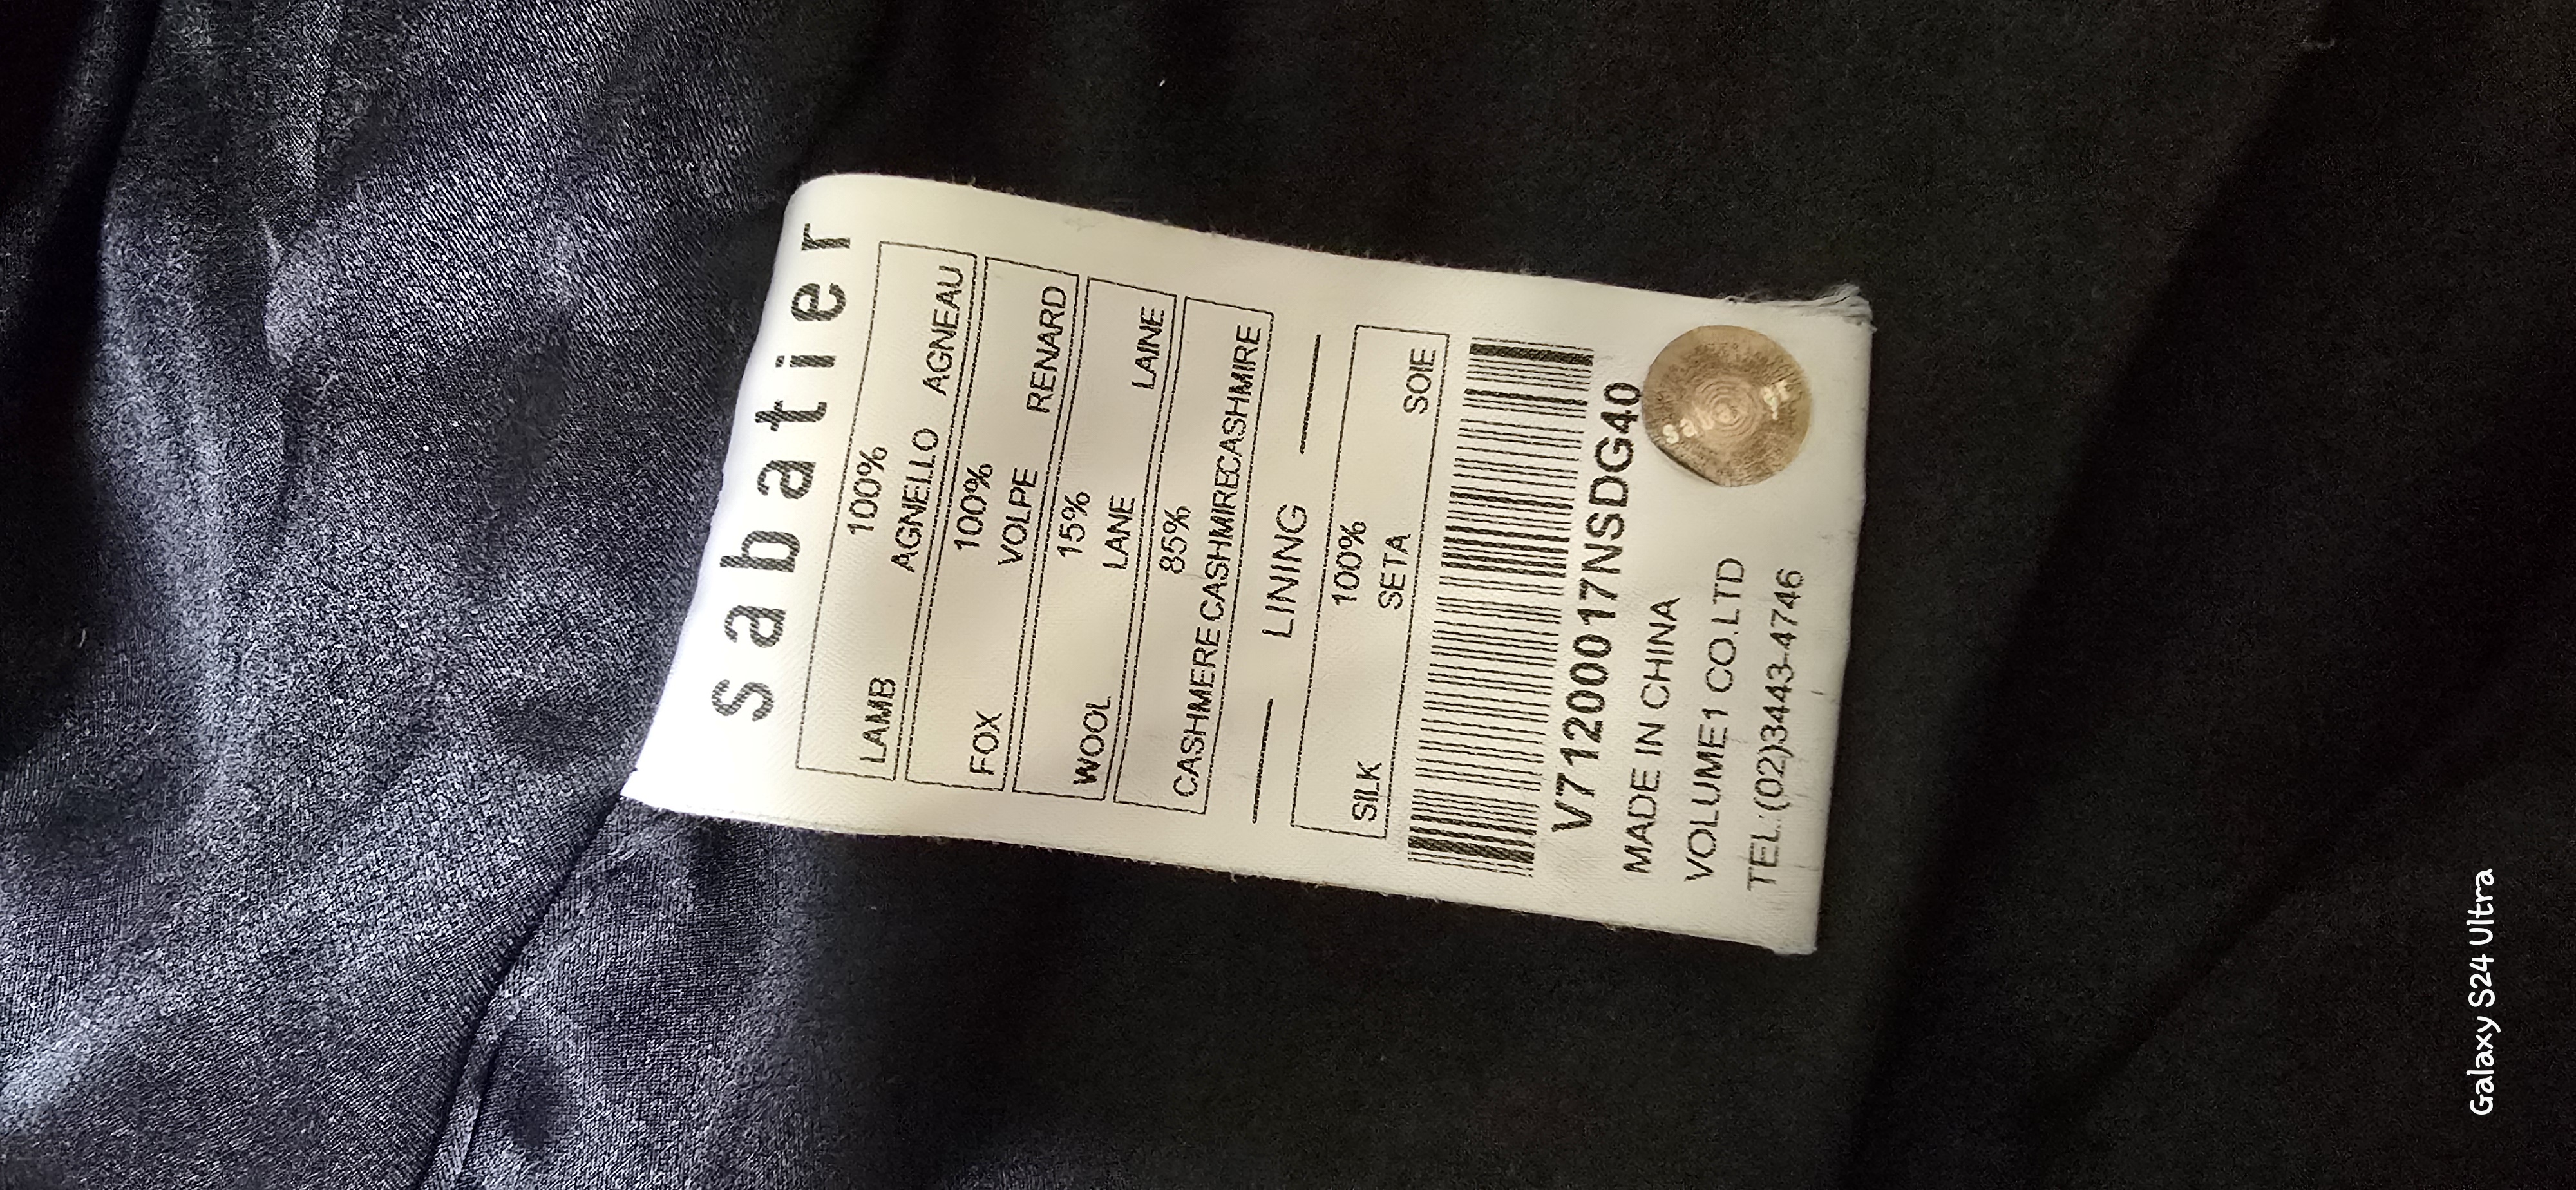 sabatier
100%
LAMB AGNELLO AGNEAU
100%
FOX VOLPE RENARD
15%
WOOL LANE LAINE
85%
CASHMERE CASHMIRECASHMIRE
LINING
100%
SILK SETA SOIE
V7120017NSDG40
MADE IN CHINA
VOLUME1 CO.LTD
TEL:(02)3443-4746
Galaxy S24 Ultra